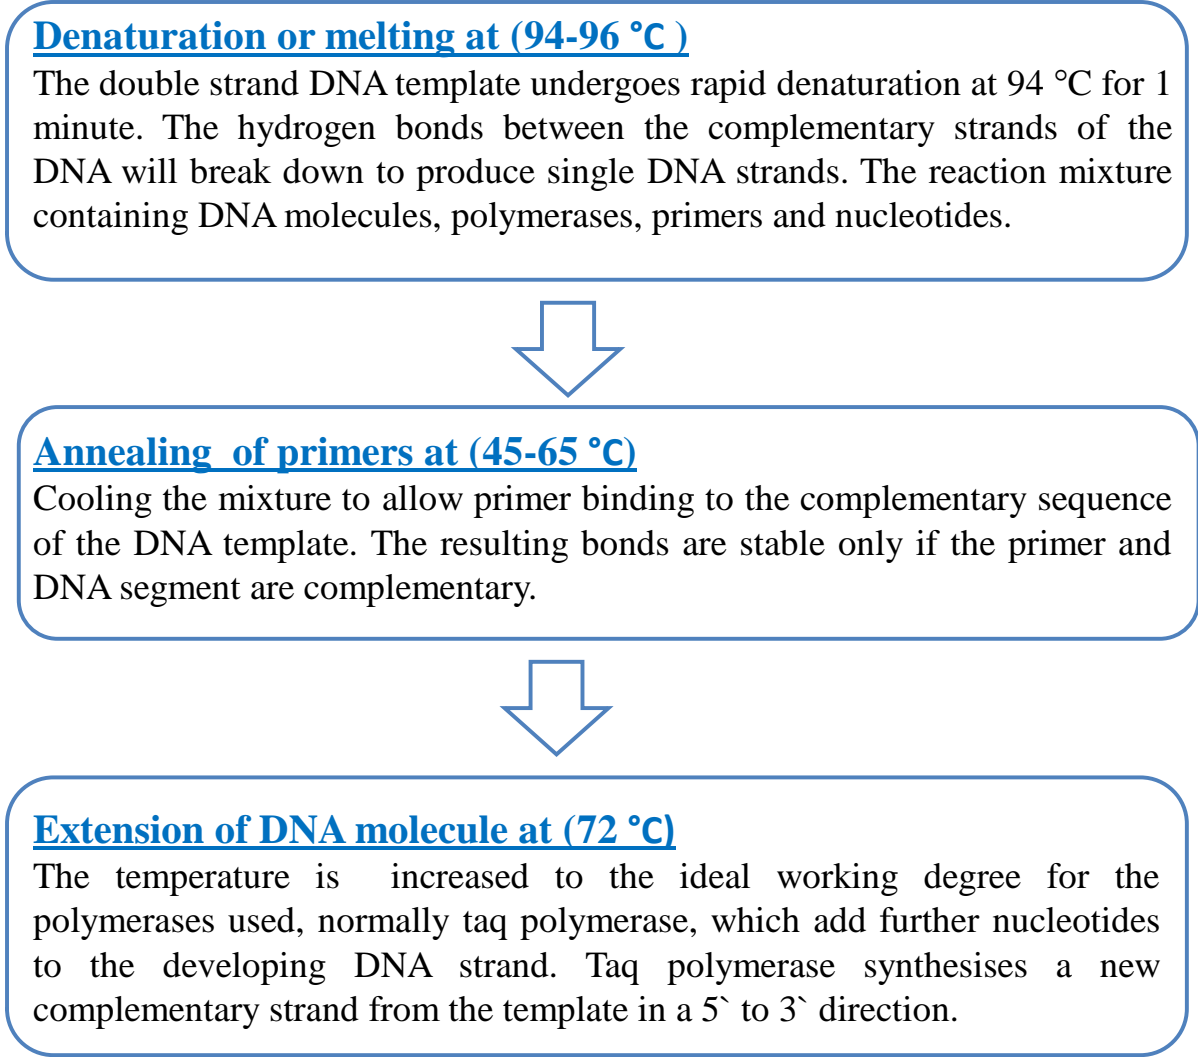 Denaturation or melting at (94-96 °C )
The double strand DNA template undergoes rapid denaturation at 94 °C for 1
minute. The hydrogen bonds between the complementary strands of the
DNA will break down to produce single DNA strands. The reaction mixture
containing DNA molecules, polymerases, primers and nucleotides.
Annealing of primers at (45-65 °C)
Cooling the mixture to allow primer binding to the complementary sequence
of the DNA template. The resulting bonds are stable only if the primer and
DNA segment are complementary.
Extension of DNA molecule at (72 °C)
The temperature is increased to the ideal working degree for the
polymerases used, normally taq polymerase, which add further nucleotides
to the developing DNA strand. Taq polymerase synthesises a new
complementary strand from the template in a 5` to 3` direction.